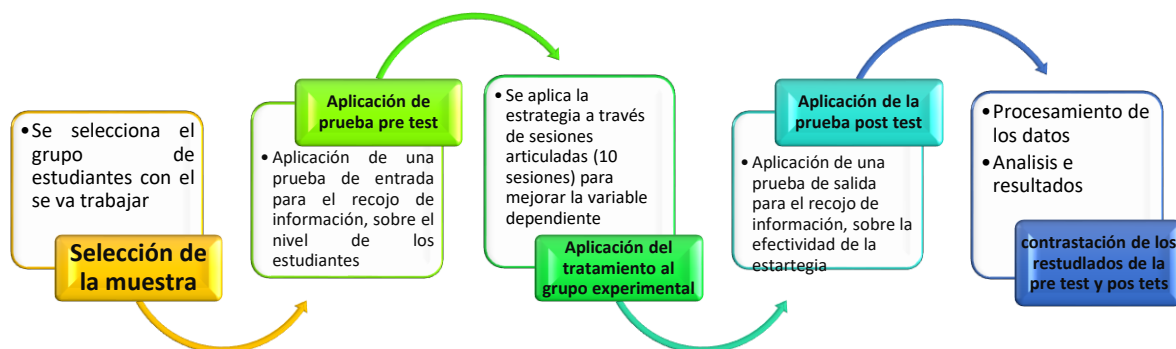 •Se selecciona el
grupo de
estudiantes con el
se va trabajar
Selección de
la muestra
Aplicación de
prueba pre test
•Aplicación de una
prueba de entrada
para el recojo de
información, sobre el
nivel de los
estudiantes
•Se aplica la
estrategia a través
de sesiones
articuladas (10
sesiones) para
mejorar la variable
dependiente
Aplicación del
tratamiento al
grupo experimental
Aplicación de la
prueba post test
•Aplicación de una
prueba de salida
para el recojo de
información, sobre la
efectividad de la
estartegia
•Procesamiento de
los datos
•Analisis e
resultados
contrastación de los
restudlados de la
pre test y pos tets